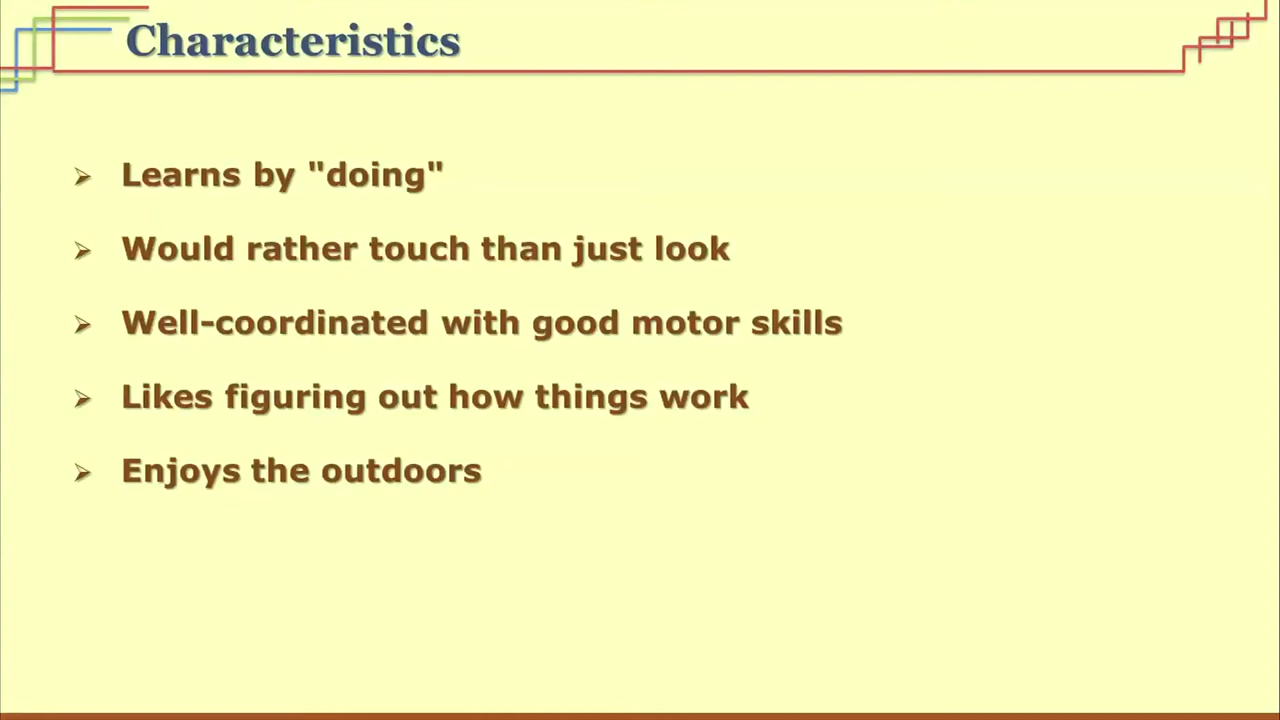 Characteristics
Learns by "doing"
Would rather touch than just look
Well-coordinated with good motor skills
Likes figuring out how things work
Enjoys the outdoors